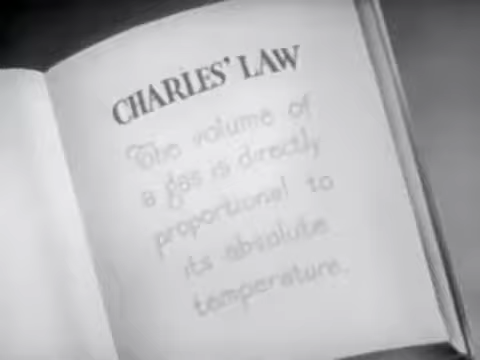 CHARLES' LAW
The volume of
a gas is directly
proportional to
its absolute
temperature.